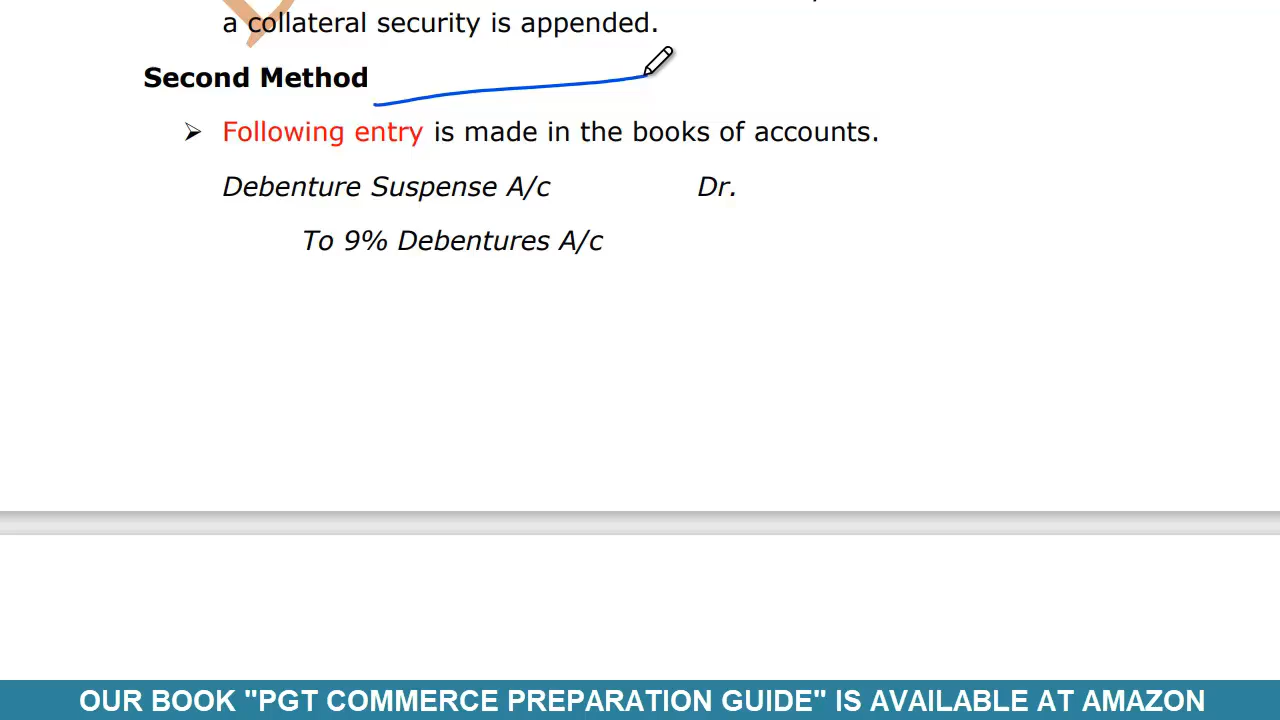 a collateral security is appended.
Second Method
➢ Following entry is made in the books of accounts.
Debenture Suspense A/c Dr.
To 9% Debentures A/c
OUR BOOK "PGT COMMERCE PREPARATION GUIDE" IS AVAILABLE AT AMAZON